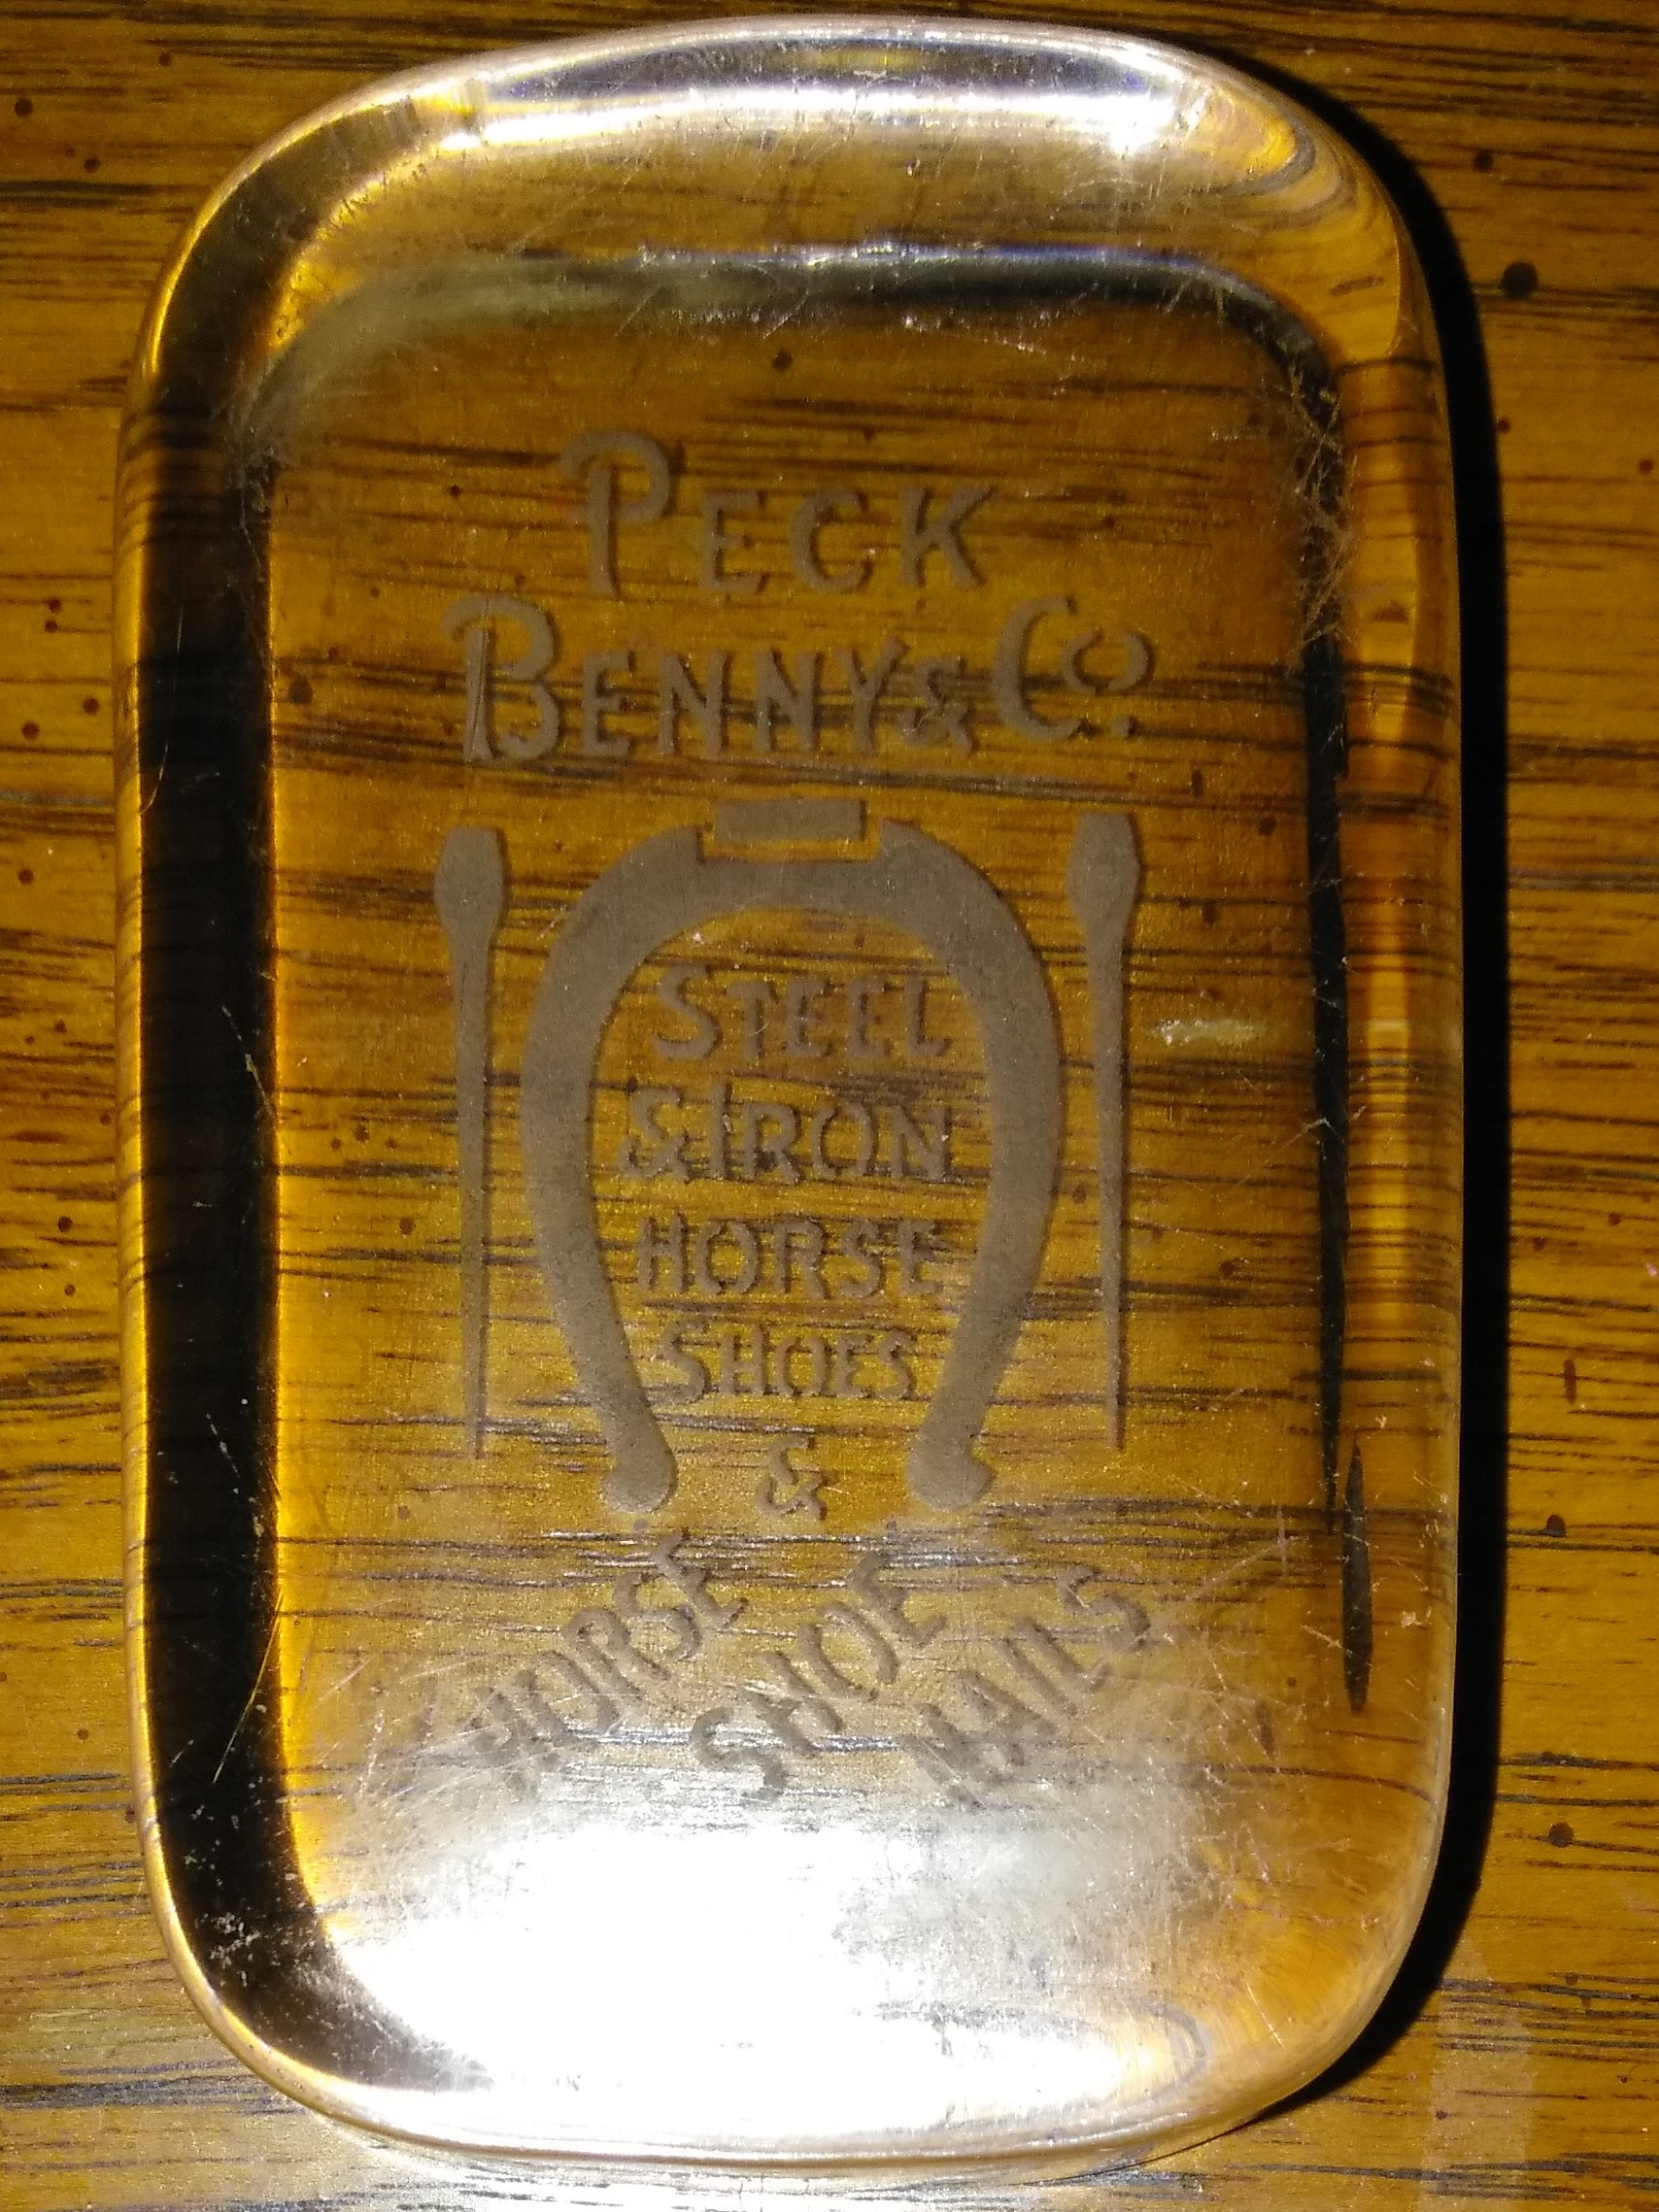 PECK
BENNY & Co.
STEEL
& IRON
HORSE
SHOES
&
HORSE
SHOE
NAILS